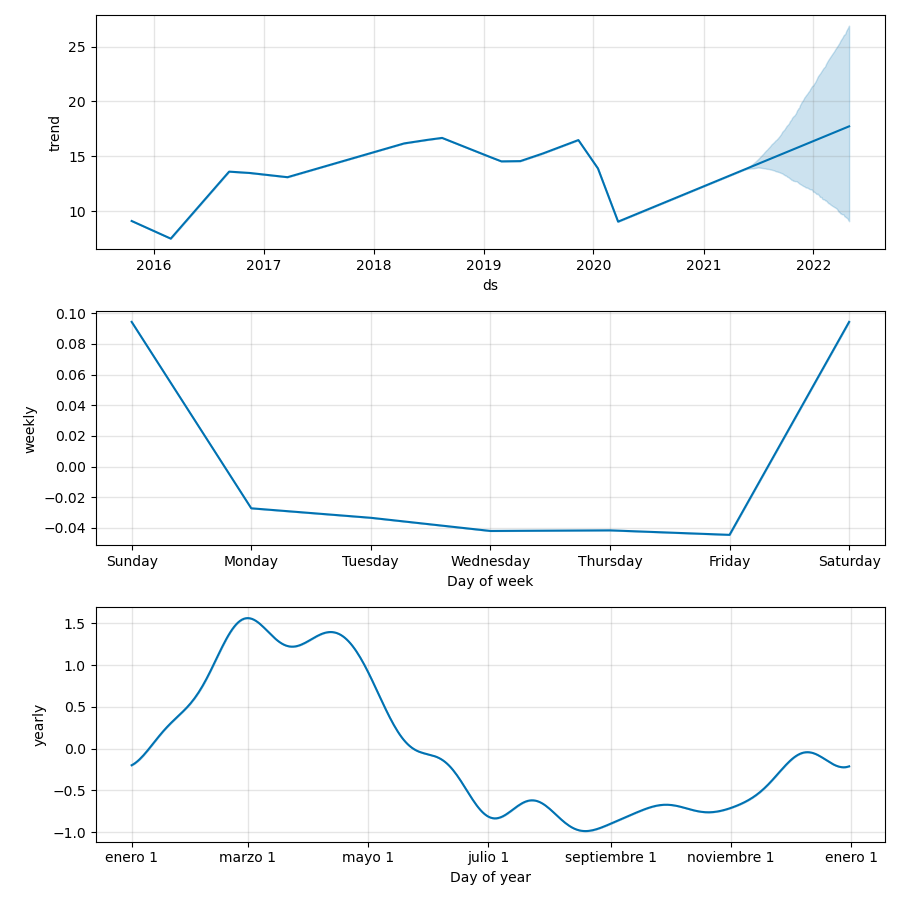 25
20
15
10
trend
2016 2017 2018 2019 2020 2021 2022
ds
0.10
0.08
0.06
0.04
0.02
0.00
−0.02
−0.04
weekly
Sunday Monday Tuesday Wednesday Thursday Friday Saturday
Day of week
1.5
1.0
0.5
0.0
−0.5
−1.0
yearly
enero 1 marzo 1 mayo 1 julio 1 septiembre 1 noviembre 1 enero 1
Day of year